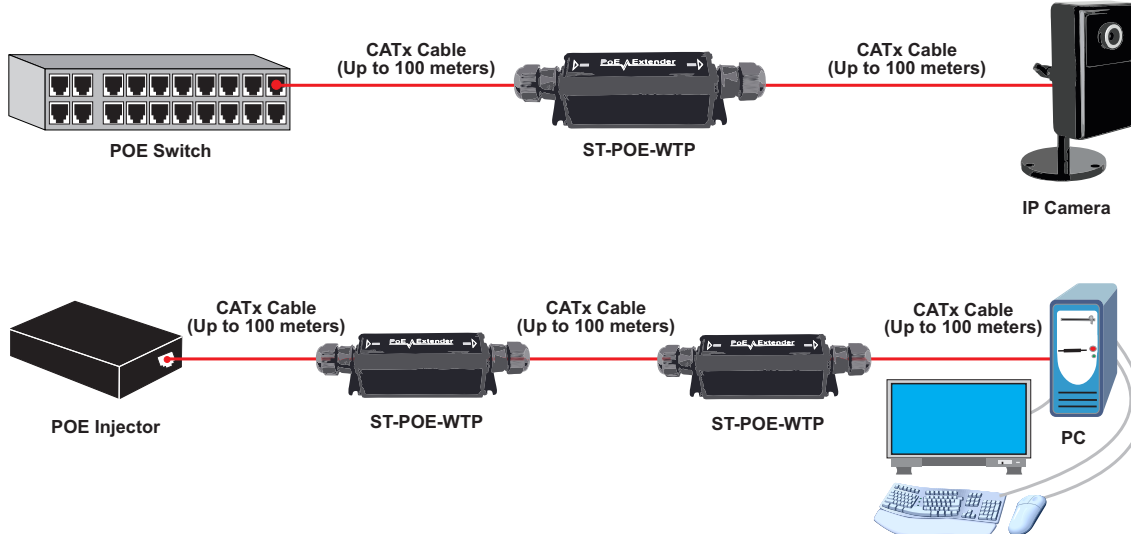 CATx Cable
(Up to 100 meters)
PoE Extender
CATx Cable
(Up to 100 meters)
POE Switch
ST-POE-WTP
IP Camera
CATx Cable
(Up to 100 meters)
PoE Extender
CATx Cable
(Up to 100 meters)
PoE Extender
CATx Cable
(Up to 100 meters)
POE Injector
ST-POE-WTP
ST-POE-WTP
PC